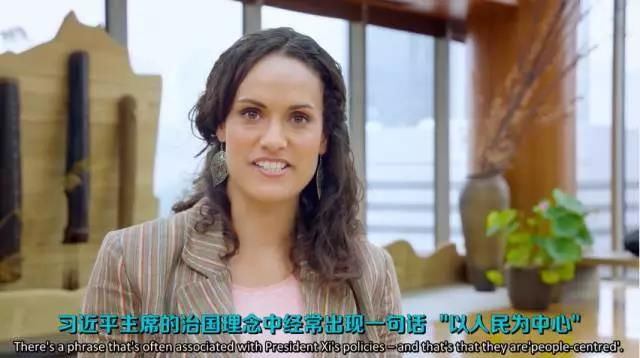 习近平主席的治国理念中经常出现一句话 "以人民为中心"
There's a phrase that's often associated with President Xi's policies – and that's that they are'people-centred'.